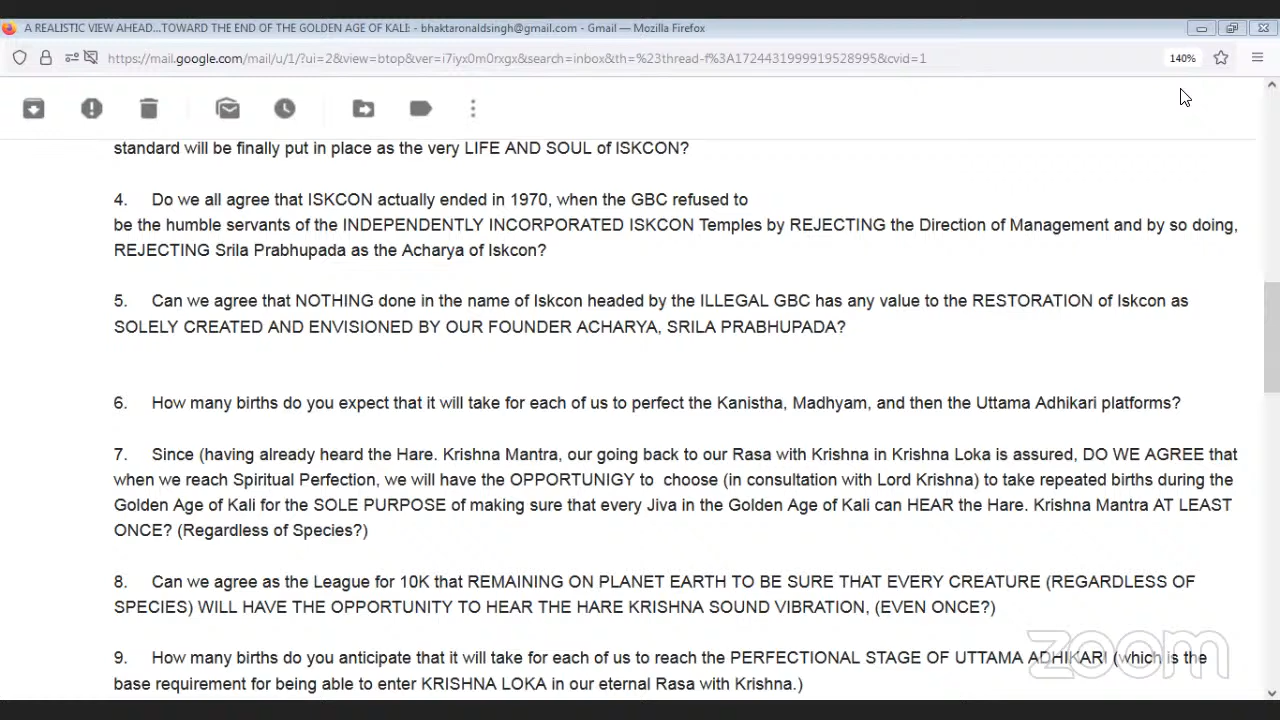 A REALISTIC VIEW AHEAD...TOWARD THE END OF THE GOLDEN AGE OF KALI - bhaktaronaldsingh@gmail.com - Gmail — Mozilla Firefox
https://mail.google.com/mail/u/1/?ui=2&view=btop&ver=i7iyx0m0rxgx&search=inbox&th=%23thread-f%3A1724431999919528995&cvid=1
140%
standard will be finally put in place as the very LIFE AND SOUL of ISKCON?
4. Do we all agree that ISKCON actually ended in 1970, when the GBC refused to
be the humble servants of the INDEPENDENTLY INCORPORATED ISKCON Temples by REJECTING the Direction of Management and by so doing,
REJECTING Srila Prabhupada as the Acharya of Iskcon?
5. Can we agree that NOTHING done in the name of Iskcon headed by the ILLEGAL GBC has any value to the RESTORATION of Iskcon as
SOLELY CREATED AND ENVISIONED BY OUR FOUNDER ACHARYA, SRILA PRABHUPADA?
6. How many births do you expect that it will take for each of us to perfect the Kanistha, Madhyam, and then the Uttama Adhikari platforms?
7. Since (having already heard the Hare. Krishna Mantra, our going back to our Rasa with Krishna in Krishna Loka is assured, DO WE AGREE that
when we reach Spiritual Perfection, we will have the OPPORTUNIGY to choose (in consultation with Lord Krishna) to take repeated births during the
Golden Age of Kali for the SOLE PURPOSE of making sure that every Jiva in the Golden Age of Kali can HEAR the Hare. Krishna Mantra AT LEAST
ONCE? (Regardless of Species?)
8. Can we agree as the League for 10K that REMAINING ON PLANET EARTH TO BE SURE THAT EVERY CREATURE (REGARDLESS OF
SPECIES) WILL HAVE THE OPPORTUNITY TO HEAR THE HARE KRISHNA SOUND VIBRATION, (EVEN ONCE?)
9. How many births do you anticipate that it will take for each of us to reach the PERFECTIONAL STAGE OF UTTAMA ADHIKARI (which is the
base requirement for being able to enter KRISHNA LOKA in our eternal Rasa with Krishna.)
zoom